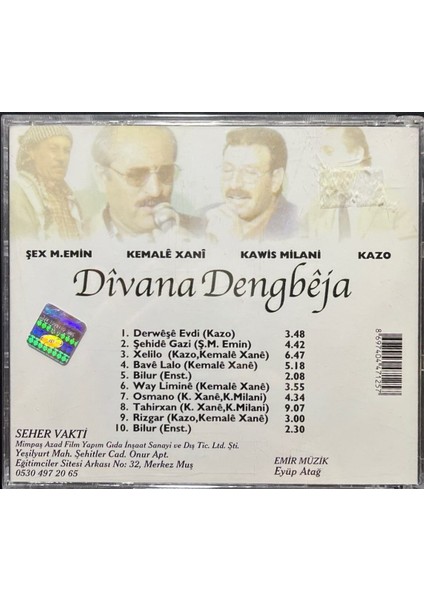 ŞEX M.EMİN KEMALÊ XANÎ KAWİS MİLANİ KAZO
Dîvana Dengbêja
1. Derwêşê Evdi (Kazo) 3.48
2. Şehidê Gazi (Ş.M. Emin) 4.42
3. Xelilo (Kazo,Kemalê Xanê) 6.47
4. Bavê Lalo (Kemalê Xanê) 5.18
5. Bilur (Enst.) 2.08
6. Way Liminê (Kemalê Xanê) 3.55
7. Osmano (K. Xanê,K.Milani) 4.34
8. Tahirxan (K. Xanê,K.Milani) 9.07
9. Rizgar (Kazo,Kemalê Xanê) 3.00
10. Bilur (Enst.) 2.30
SEHER VAKTİ
Mimpaş Azad Film Yapım Gıda İnşaat Sanayi ve Dış Tic. Ltd. Şti.
Yeşilyurt Mah. Şehitler Cad. Onur Apt.
Eğitimciler Sitesi Arkası No: 32, Merkez Muş
0530 497 20 65
EMİR MÜZİK
Eyüp Atağ